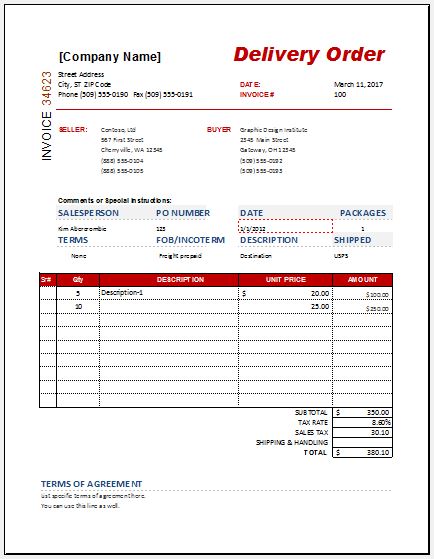 [Company Name]
Delivery Order
Street Address
City, ST ZIP Code
Phone (509) 555-0190 Fax (509) 555-0191
DATE: March 11, 2017
INVOICE # 100
INVOICE 34623
SELLER: Contoso, Ltd
567 First Street
Cherryville, WA 12345
(888) 555-0104
(888) 555-0105
BUYER Graphic Design Institute
2345 Main Street
Gateway, OH 12345
(509) 555-0192
(509) 555-0193
Comments or Special Instructions:
SALESPERSON PO NUMBER DATE PACKAGES
Kim Abercrombie 123 1/1/2012 1
TERMS FOB/INCOTERM DESCRIPTION SHIPPED
None Freight prepaid Destination USPS
Sr# Qty DESCRIPTION UNIT PRICE AMOUNT
5 Description-1 $ 20.00 $100.00
10 25.00 $250.00
SUBTOTAL $ 350.00
TAX RATE 8.60%
SALES TAX 30.10
SHIPPING & HANDLING
TOTAL $ 380.10
TERMS OF AGREEMENT
List specific terms of agreement here.
You can use this line as well.